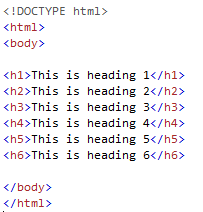 <!DOCTYPE html>
<html>
<body>
<h1>This is heading 1</h1>
<h2>This is heading 2</h2>
<h3>This is heading 3</h3>
<h4>This is heading 4</h4>
<h5>This is heading 5</h5>
<h6>This is heading 6</h6>
</body>
</html>